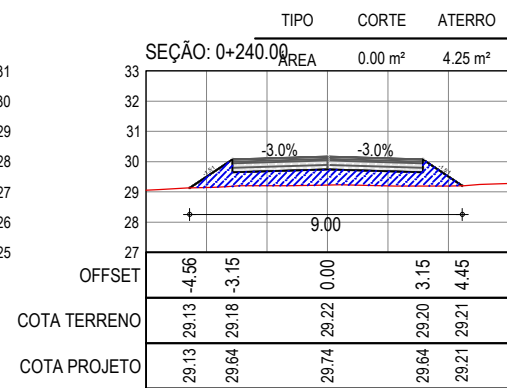 TIPO CORTE ATERRO
SEÇÃO: 0+240.00
ÁREA 0.00 m² 4.25 m²
31 33
30 32
29 31
28 30
27 29
26 28
25 27
-3.0% -3.0%
9.00
OFFSET -4.56 -3.15 0.00 3.15 4.45
COTA TERRENO 29.13 29.18 29.22 29.20 29.21
COTA PROJETO 29.13 29.64 29.74 29.64 29.21